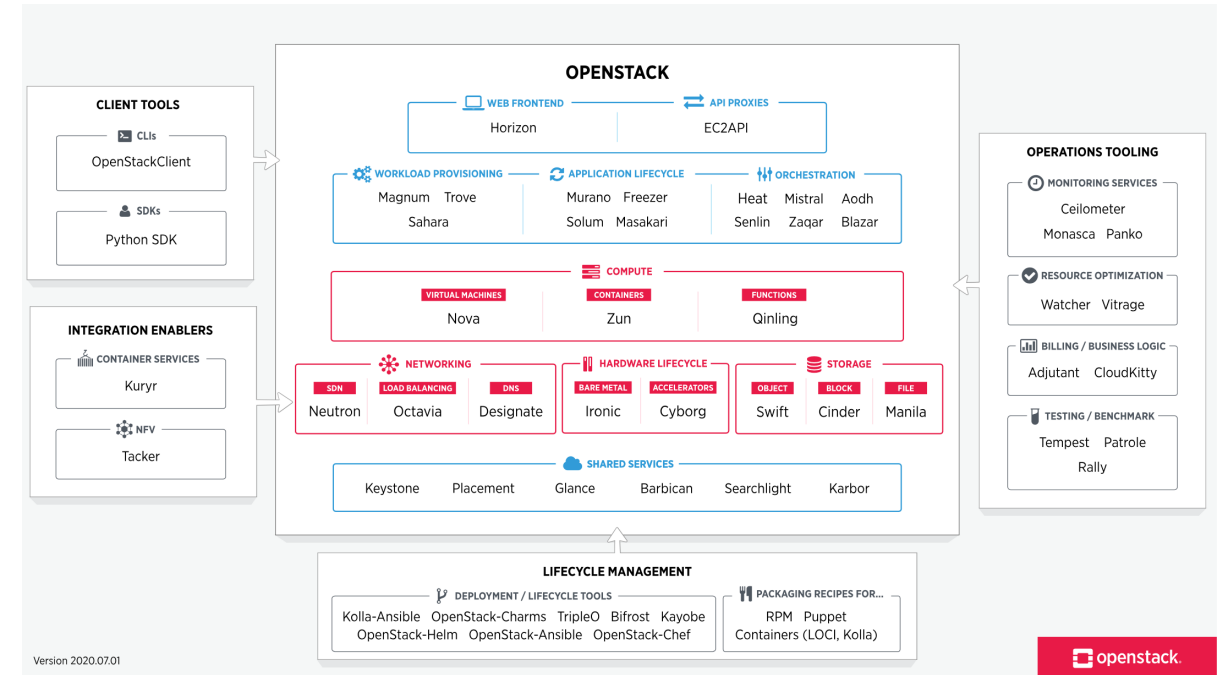 OPENSTACK
WEB FRONTEND
API PROXIES
Horizon
EC2API
WORKLOAD PROVISIONING
APPLICATION LIFECYCLE
ORCHESTRATION
Magnum Trove
Sahara
Murano Freezer
Solum Masakari
Heat Mistral Aodh
Senlin Zaqar Blazar
COMPUTE
VIRTUAL MACHINES
CONTAINERS
FUNCTIONS
Nova
Zun
Qinling
NETWORKING
SDN
LOAD BALANCING
DNS
Neutron
Octavia
Designate
HARDWARE LIFECYCLE
BARE METAL
ACCELERATORS
Ironic
Cyborg
STORAGE
OBJECT
BLOCK
FILE
Swift
Cinder
Manila
SHARED SERVICES
Keystone Placement Glance Barbican Searchlight Karbor
CLIENT TOOLS
CLIs
OpenStackClient
SDKs
Python SDK
INTEGRATION ENABLERS
CONTAINER SERVICES
Kuryr
NFV
Tacker
OPERATIONS TOOLING
MONITORING SERVICES
Ceilometer
Monasca Panko
RESOURCE OPTIMIZATION
Watcher Vitrage
BILLING / BUSINESS LOGIC
Adjutant CloudKitty
TESTING / BENCHMARK
Tempest Patrole
Rally
LIFECYCLE MANAGEMENT
DEPLOYMENT / LIFECYCLE TOOLS
Kolla-Ansible OpenStack-Charms TripleO Bifrost Kayobe
OpenStack-Helm OpenStack-Ansible OpenStack-Chef
PACKAGING RECIPES FOR...
RPM Puppet
Containers (LOCI, Kolla)
Version 2020.07.01
openstack.